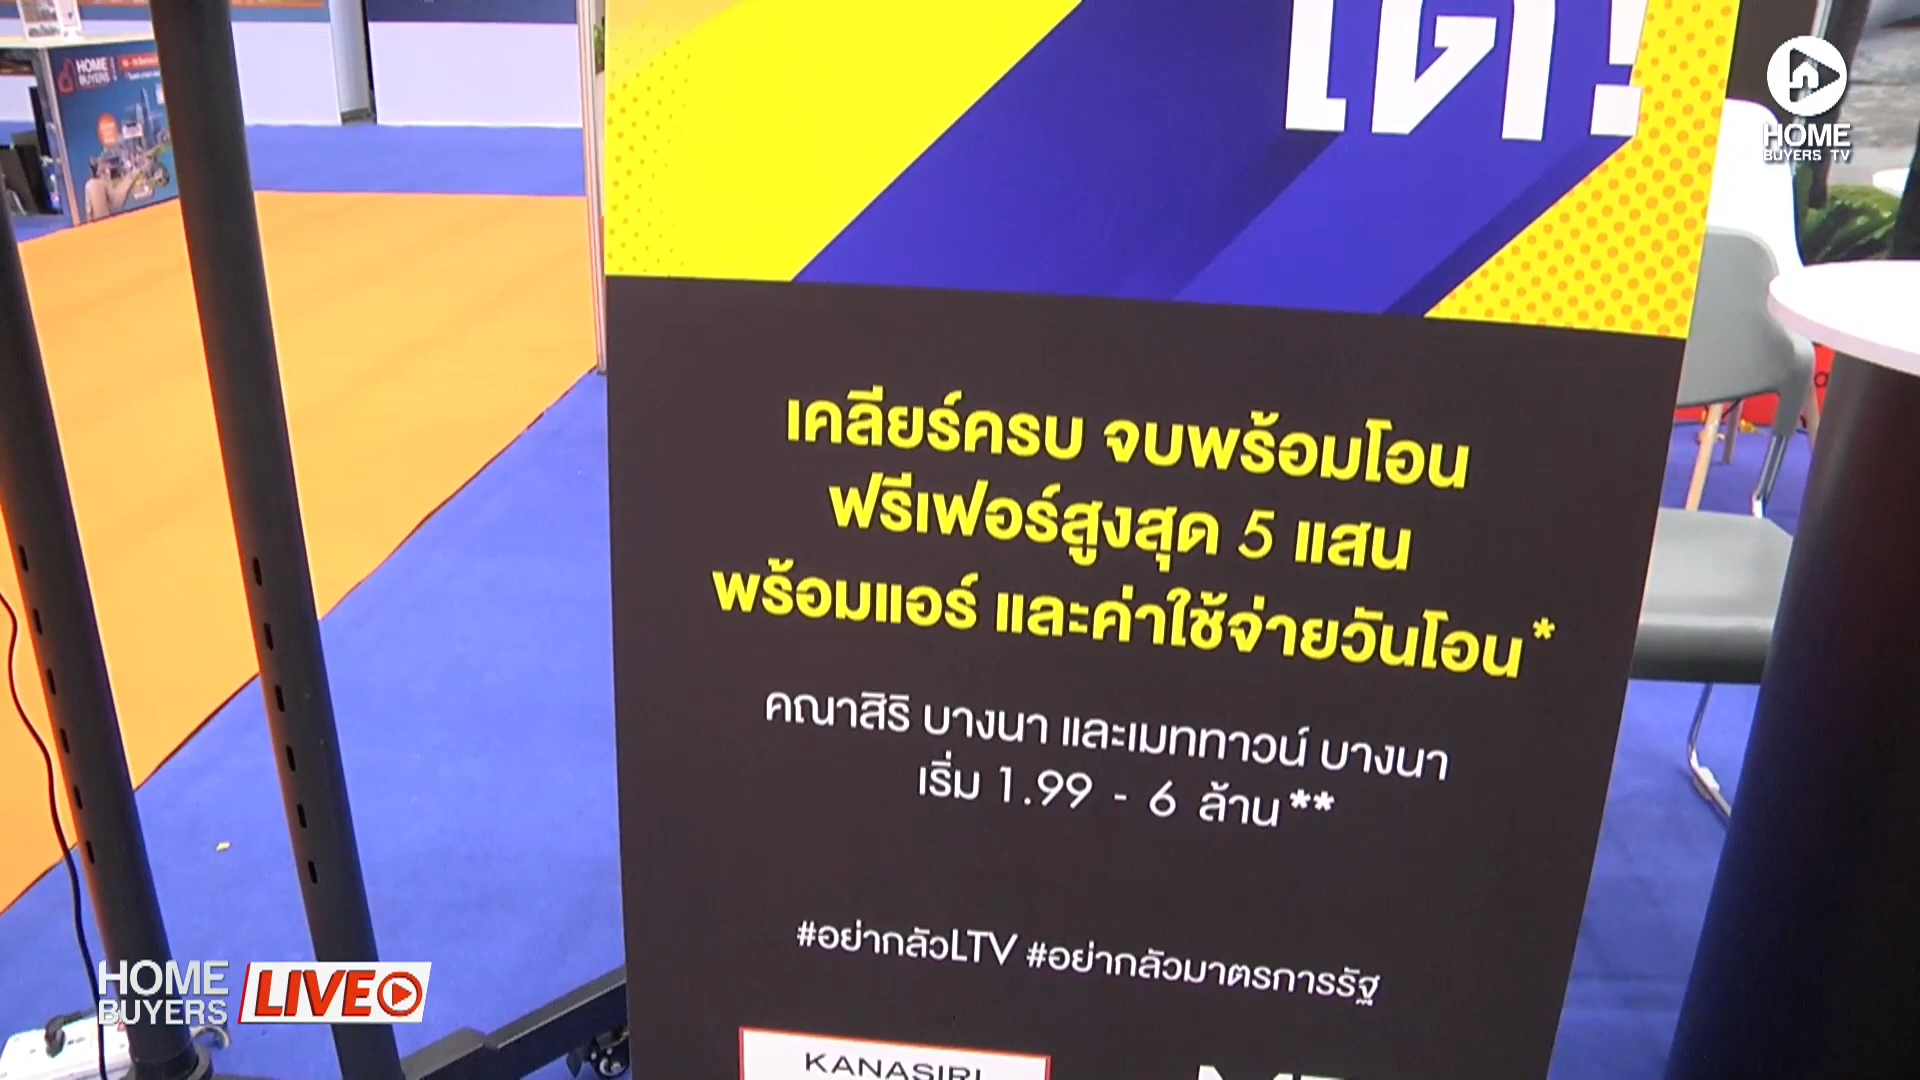 ได้!
HOME
BUYERS
HOME
BUYERS TV
เคลียร์ครบ จบพร้อมโอน
ฟรีเฟอร์สูงสุด 5 แสน
พร้อมแอร์ และค่าใช้จ่ายวันโอน*
คณาสิริ บางนา และเมททาวน์ บางนา
เริ่ม 1.99 - 6 ล้าน**
#อย่ากลัวLTV #อย่ากลัวมาตรการรัฐ
KANASIRI
HOME
BUYERS
LIVE